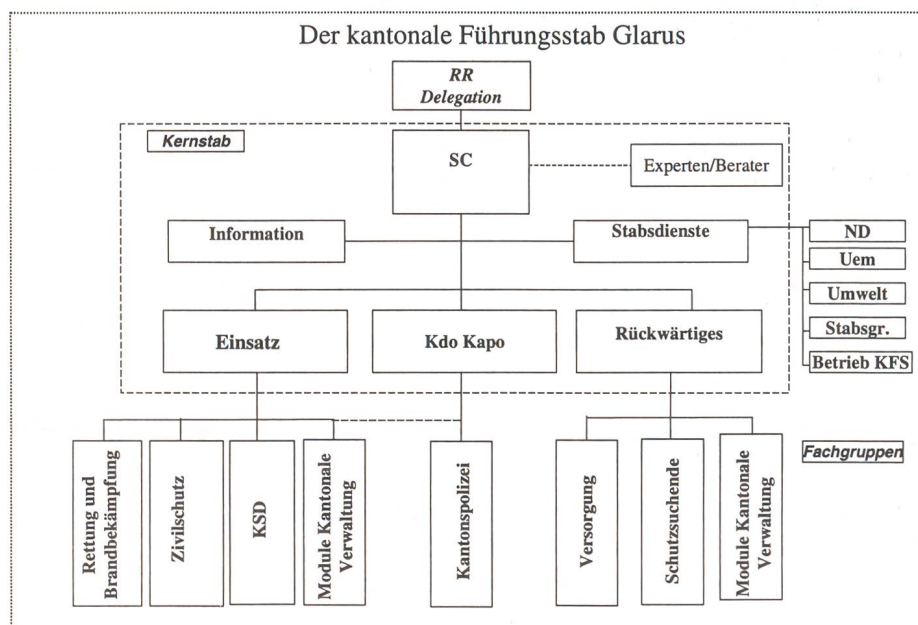 Der kantonale Führungsstab Glarus
RR
Delegation
Kernstab
SC
Experten/Berater
Information
Stabsdienste
ND
Uem
Umwelt
Stabsgr.
Betrieb KFS
Einsatz
Kdo Kapo
Rückwärtiges
Fachgruppen
Rettung und
Brandbekämpfung
Zivilschutz
KSD
Module Kantonale
Verwaltung
Kantonspolizei
Versorgung
Schutzsuchende
Module Kantonale
Verwaltung